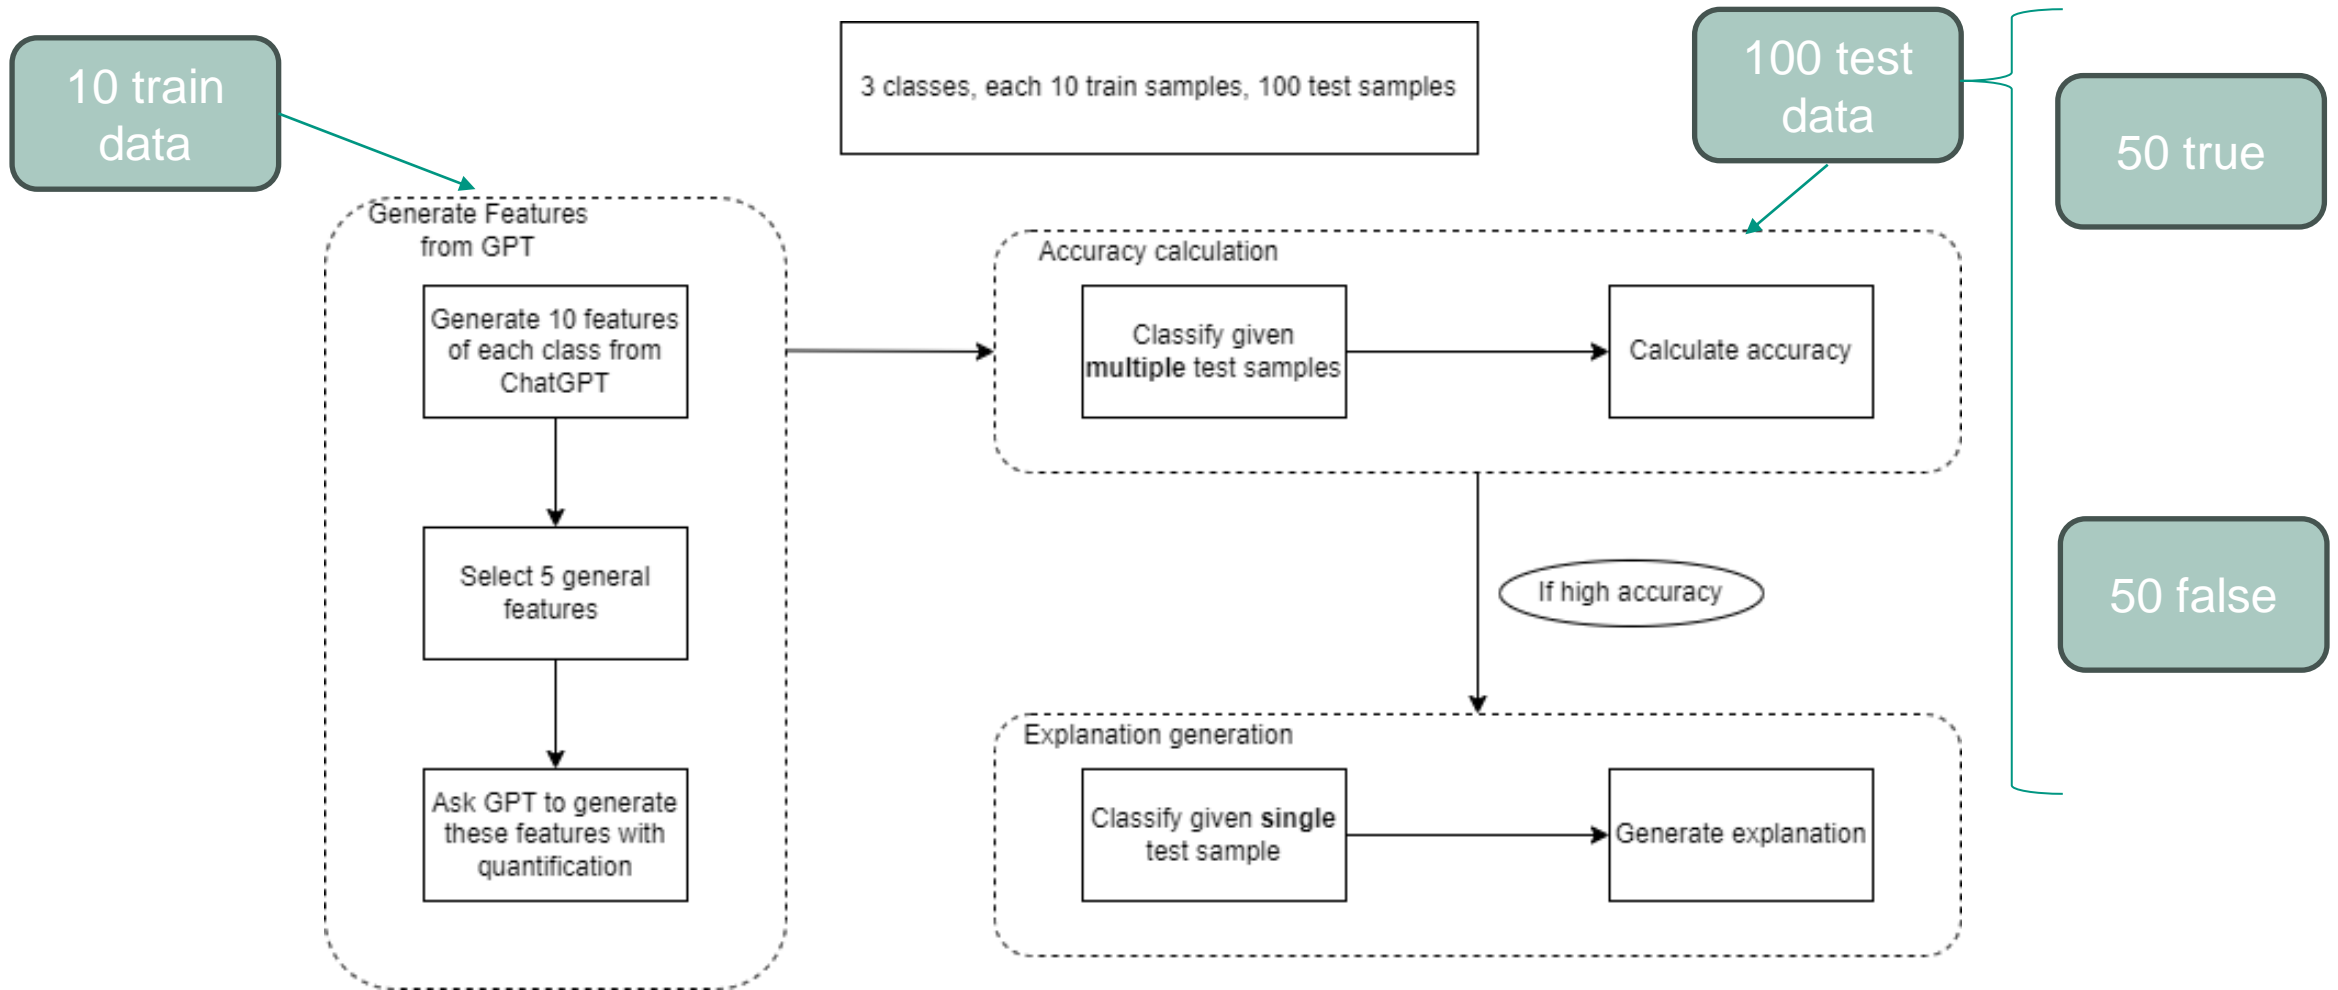 10 train
data
3 classes, each 10 train samples, 100 test samples
100 test
data
50 true
50 false
Generate Features
from GPT
Generate 10 features
of each class from
ChatGPT
Select 5 general
features
Ask GPT to generate
these features with
quantification
Accuracy calculation
Classify given
multiple test samples
Calculate accuracy
If high accuracy
Explanation generation
Classify given single
test sample
Generate explanation